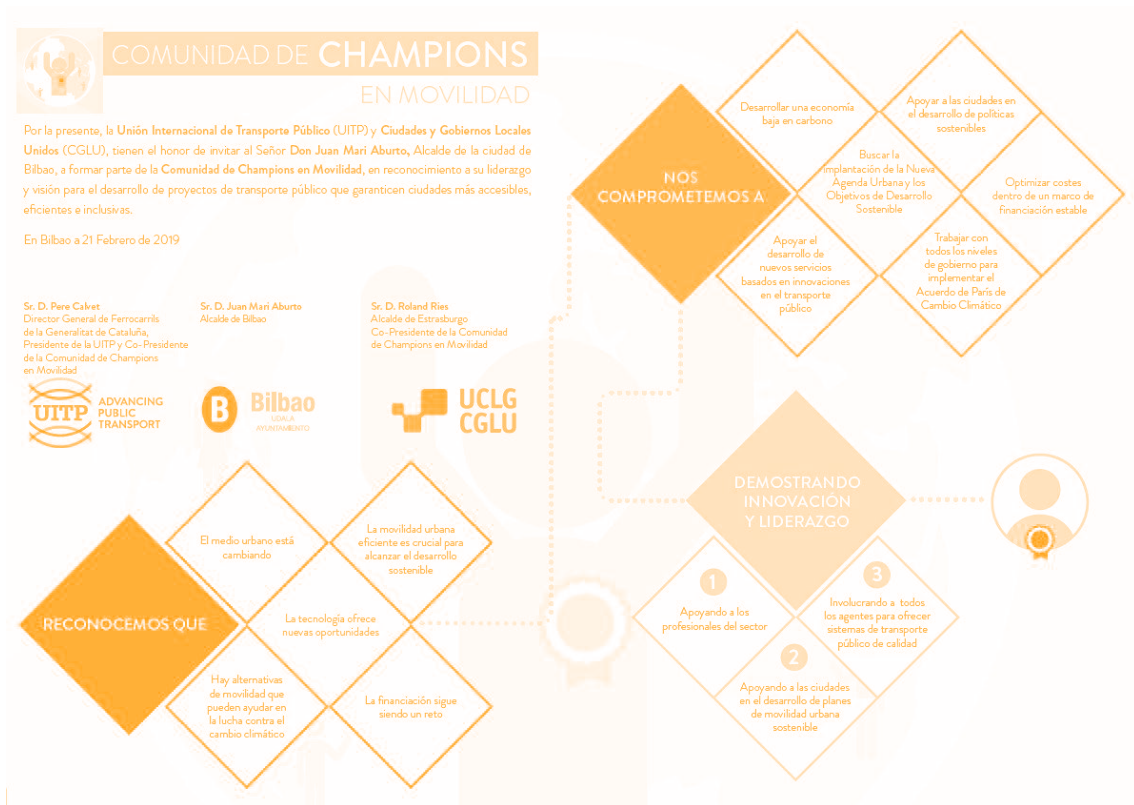 COMUNIDAD DE CHAMPIONS
EN MOVILIDAD
Por la presente, la Unión Internacional de Transporte Público (UITP) y Ciudades y Gobiernos Locales
Unidos (CGLU), tienen el honor de invitar al Señor Don Juan Mari Aburto, Alcalde de la ciudad de
Bilbao, a formar parte de la Comunidad de Champions en Movilidad, en reconocimiento a su liderazgo
y visión para el desarrollo de proyectos de transporte público que garanticen ciudades más accesibles,
eficientes e inclusivas.
En Bilbao a 21 Febrero de 2019
Sr. D. Pere Calvet
Director General de Ferrocarrils
de la Generalitat de Cataluña,
Presidente de la UITP y Co-Presidente
de la Comunidad de Champions
en Movilidad
Sr. D. Juan Mari Aburto
Alcalde de Bilbao
Sr. D. Roland Ries
Alcalde de Estrasburgo
Co-Presidente de la Comunidad
de Champions en Movilidad
UITP
ADVANCING
PUBLIC
TRANSPORT
B
Bilbao
UDALA
AYUNTAMIENTO
UCLG
CGLU
RECONOCEMOS QUE
El medio urbano está
cambiando
La movilidad urbana
eficiente es crucial para
alcanzar el desarrollo
sostenible
La tecnología ofrece
nuevas oportunidades
Hay alternativas
de movilidad que
pueden ayudar en
la lucha contra el
cambio climático
La financiación sigue
siendo un reto
NOS
COMPROMETEMOS A
Desarrollar una economía
baja en carbono
Apoyar a las ciudades en
el desarrollo de políticas
sostenibles
Buscar la
implantación de la Nueva
Agenda Urbana y los
Objetivos de Desarrollo
Sostenible
Optimizar costes
dentro de un marco de
financiación estable
Apoyar el
desarrollo de
nuevos servicios
basados en innovaciones
en el transporte
público
Trabajar con
todos los niveles
de gobierno para
implementar el
Acuerdo de París de
Cambio Climático
DEMOSTRANDO
INNOVACIÓN
Y LIDERAZGO
1
Apoyando a los
profesionales del sector
2
Apoyando a las ciudades
en el desarrollo de planes
de movilidad urbana
sostenible
3
Involucrando a todos
los agentes para ofrecer
sistemas de transporte
público de calidad